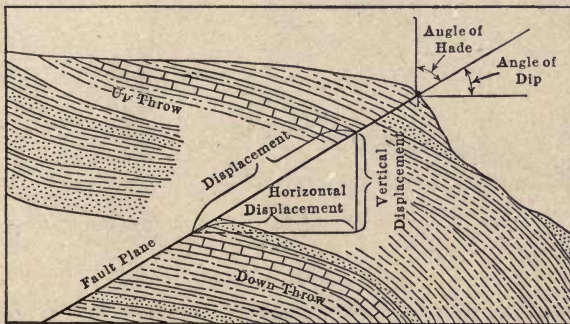 Angle of
Hade
Angle of
Dip
Up Throw
Displacement
Horizontal
Displacement
Vertical
Displacement
Fault Plane
Down Throw